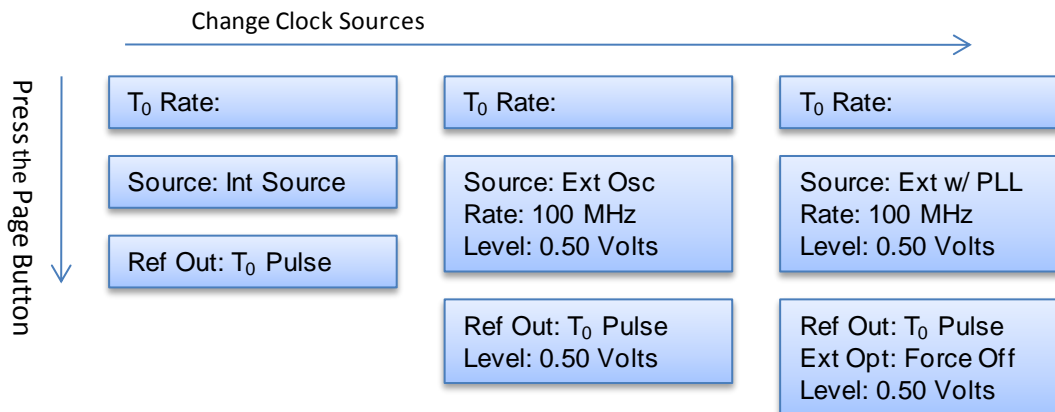 Change Clock Sources
Press the Page Button
T₀ Rate:
Source: Int Source
Ref Out: T₀ Pulse
T₀ Rate:
Source: Ext Osc
Rate: 100 MHz
Level: 0.50 Volts
Ref Out: T₀ Pulse
Level: 0.50 Volts
T₀ Rate:
Source: Ext w/ PLL
Rate: 100 MHz
Level: 0.50 Volts
Ref Out: T₀ Pulse
Ext Opt: Force Off
Level: 0.50 Volts